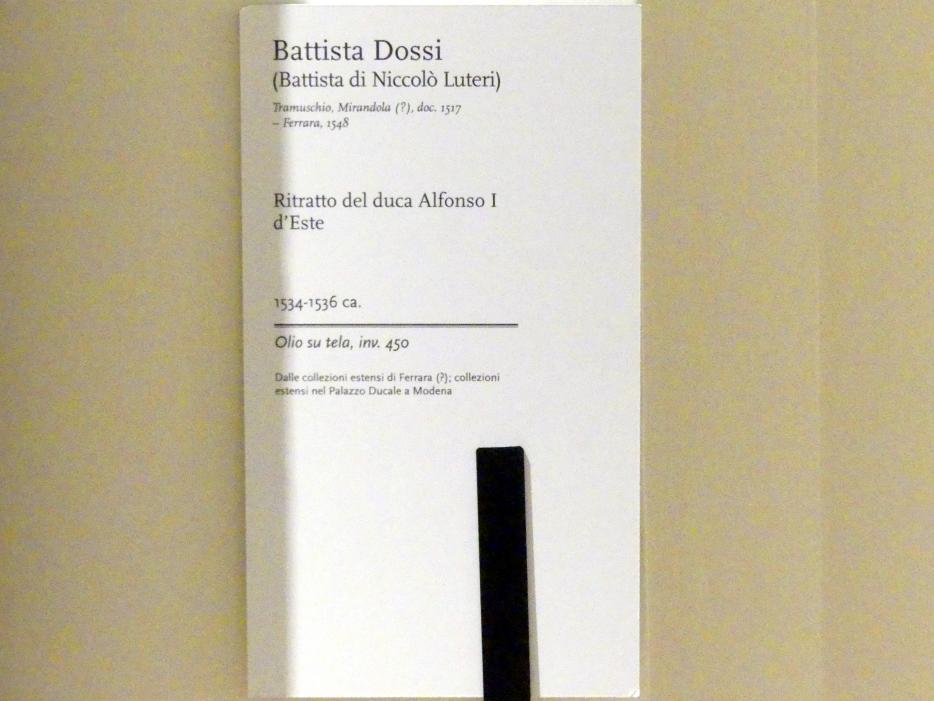 Battista Dossi
(Battista di Niccolò Luteri)
Tramuschio, Mirandola (?), doc. 1517
– Ferrara, 1548
Ritratto del duca Alfonso I
d'Este
1534-1536 ca.
Olio su tela, inv. 450
Dalle collezioni estensi di Ferrara (?); collezioni
estensi nel Palazzo Ducale a Modena